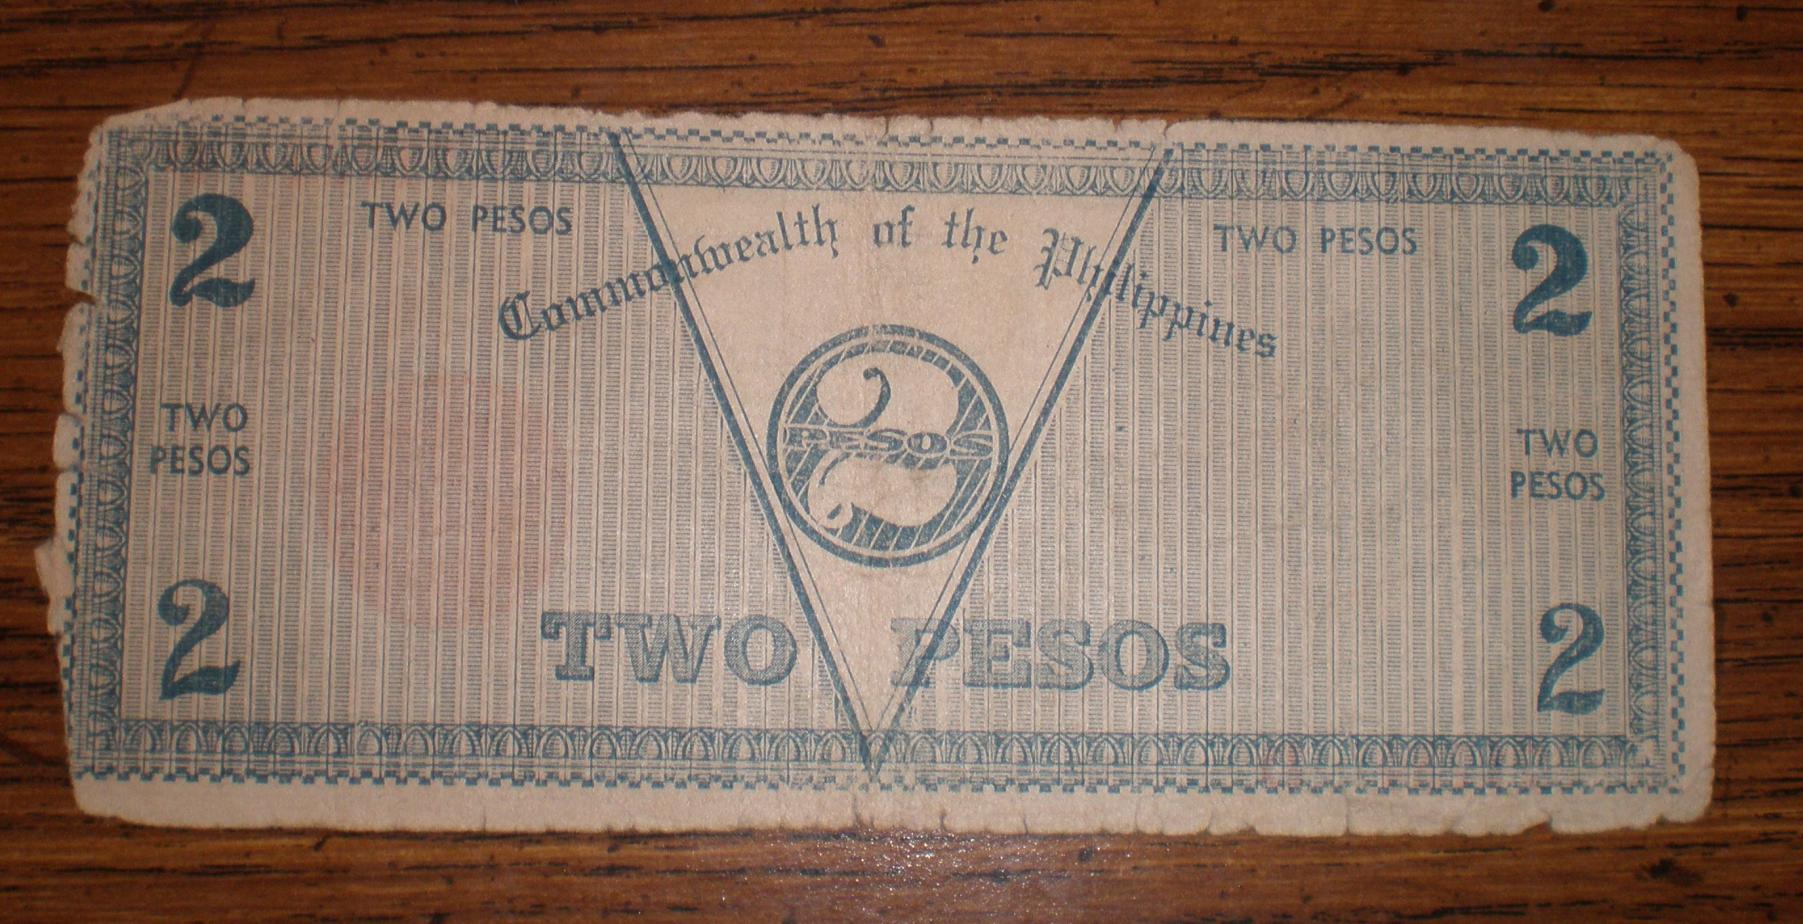 2 TWO PESOS TWO PESOS 2
Commonwealth of the Philippines
2
PESOS
TWO
PESOS
TWO
PESOS
2 TWO PESOS 2